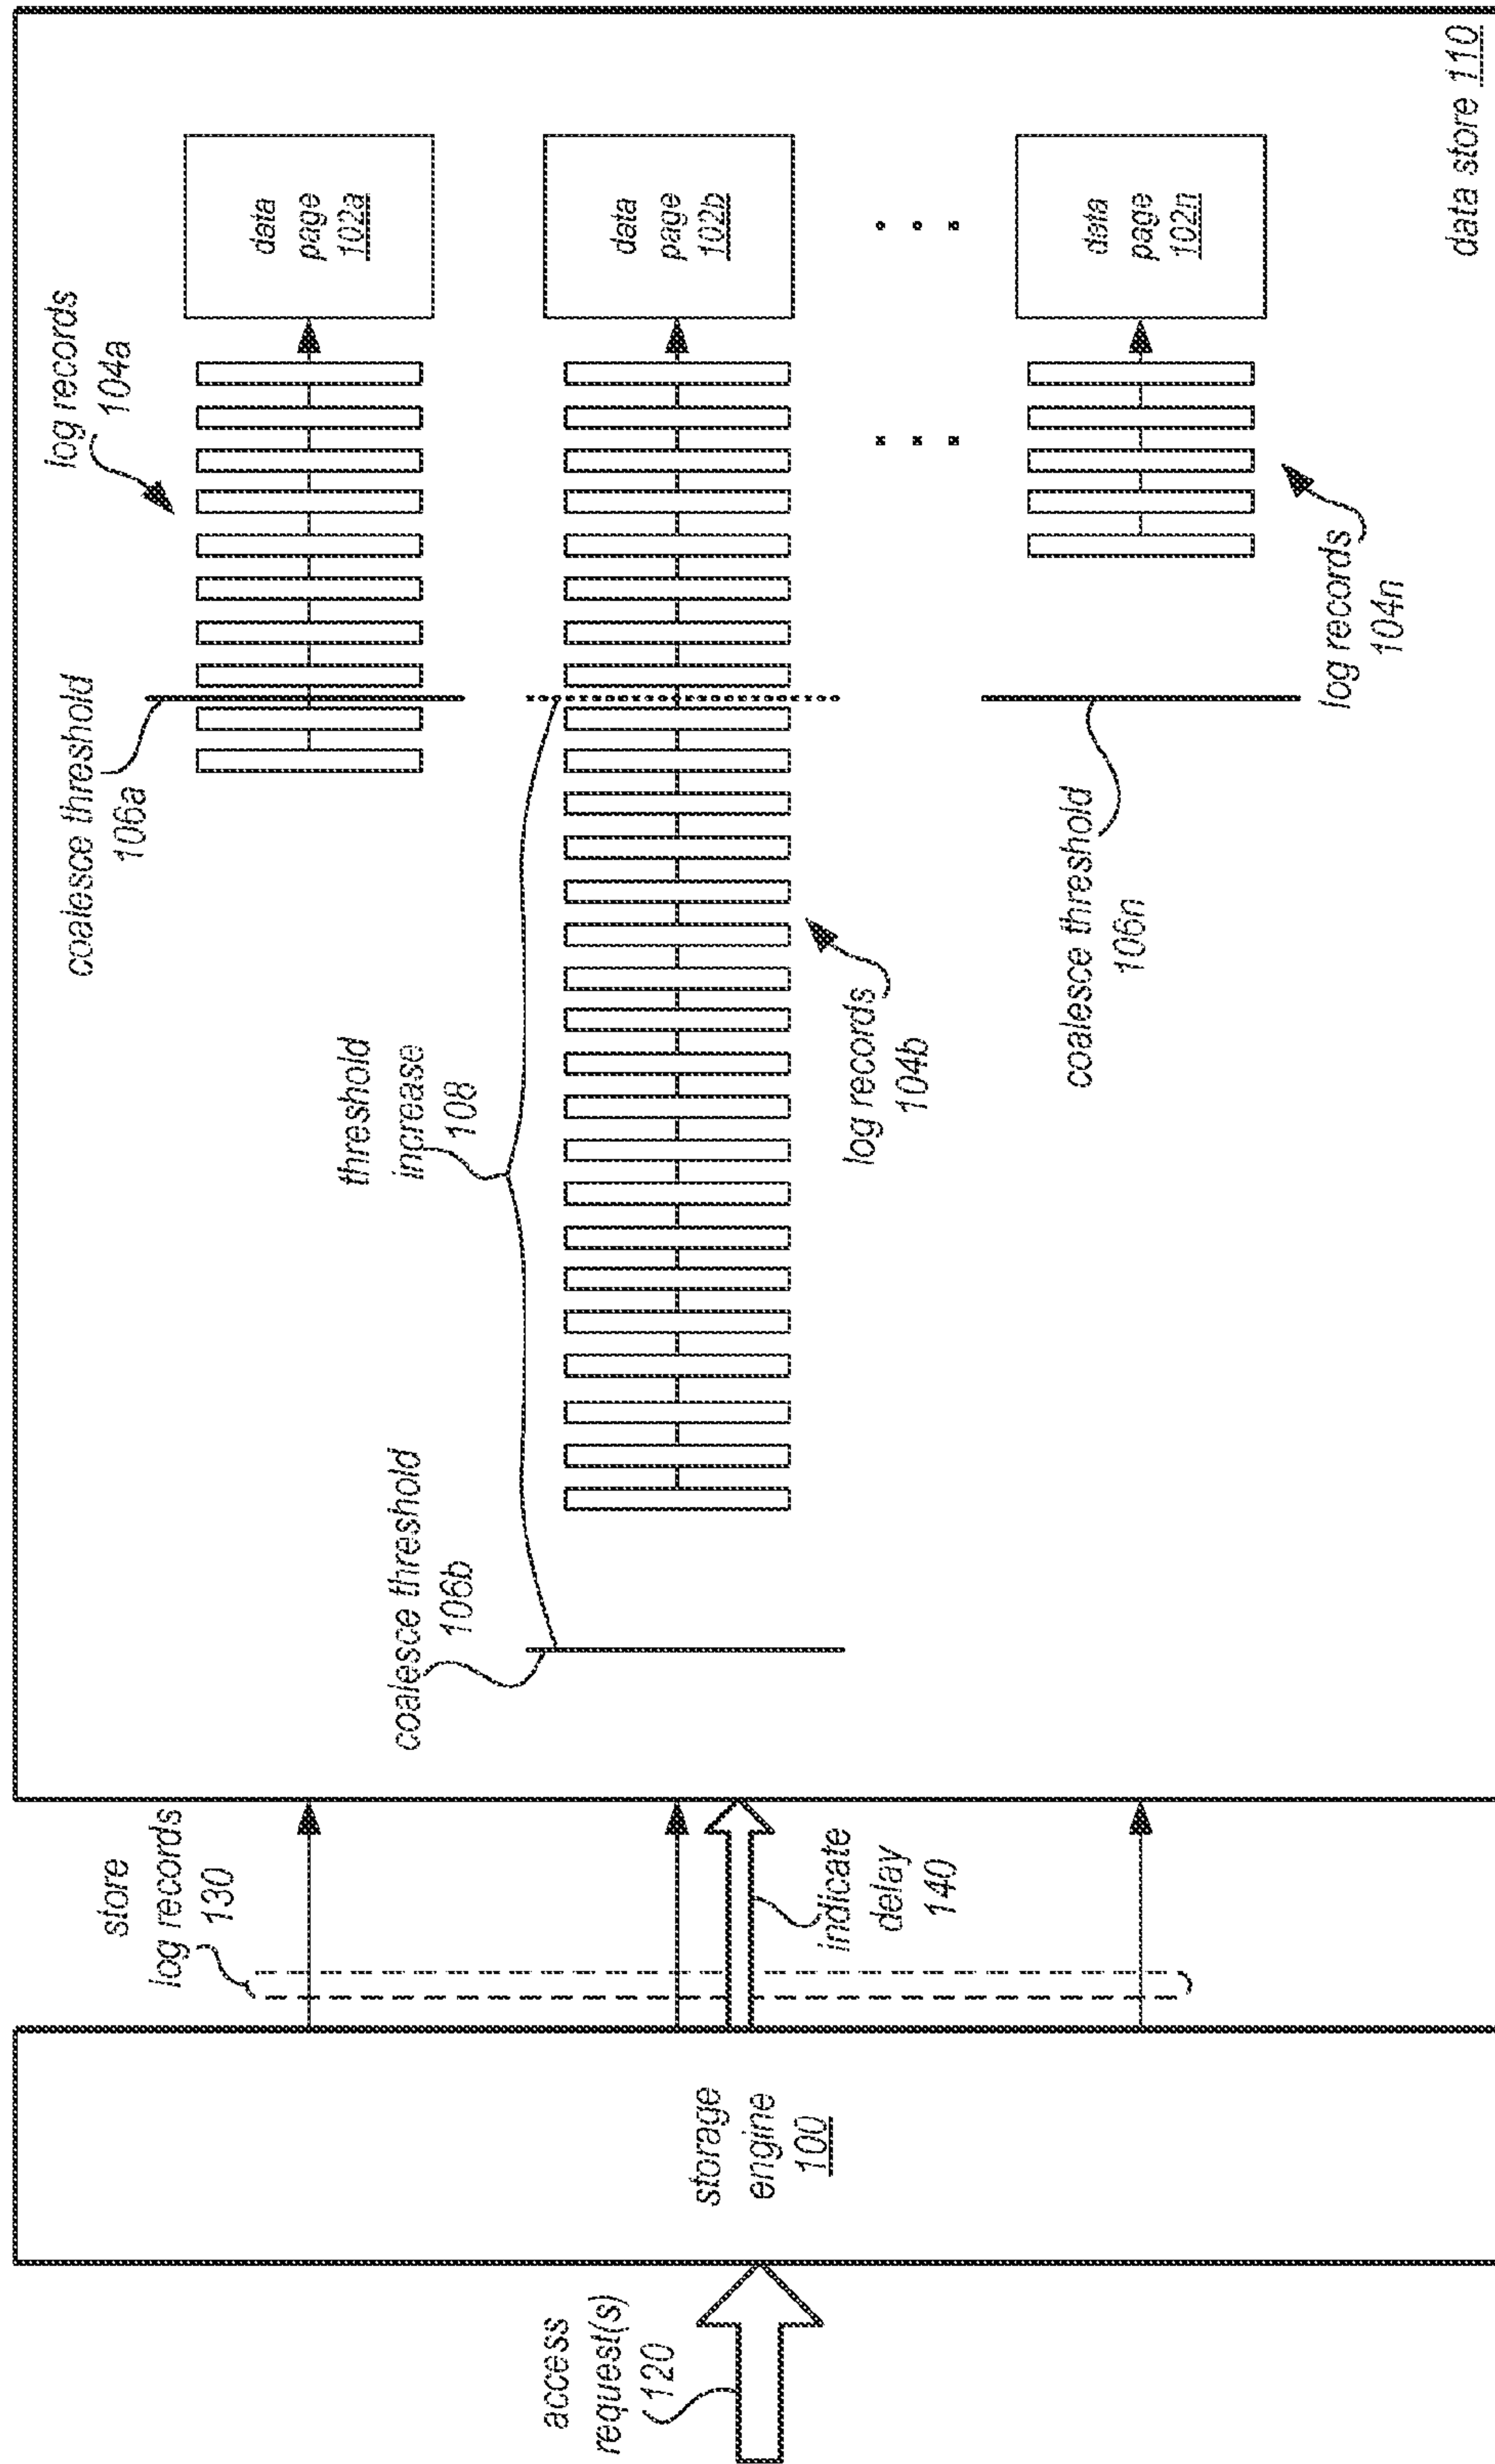 access
request(s)
120
storage
engine
100
store
log records
130
indicate
delay
140
coalesce threshold
106b
threshold
increase
108
coalesce threshold
106a
log records
104a
data
page
102a
log records
104b
data
page
102b
coalesce threshold
106n
log records
104n
data
page
102n
data store 110